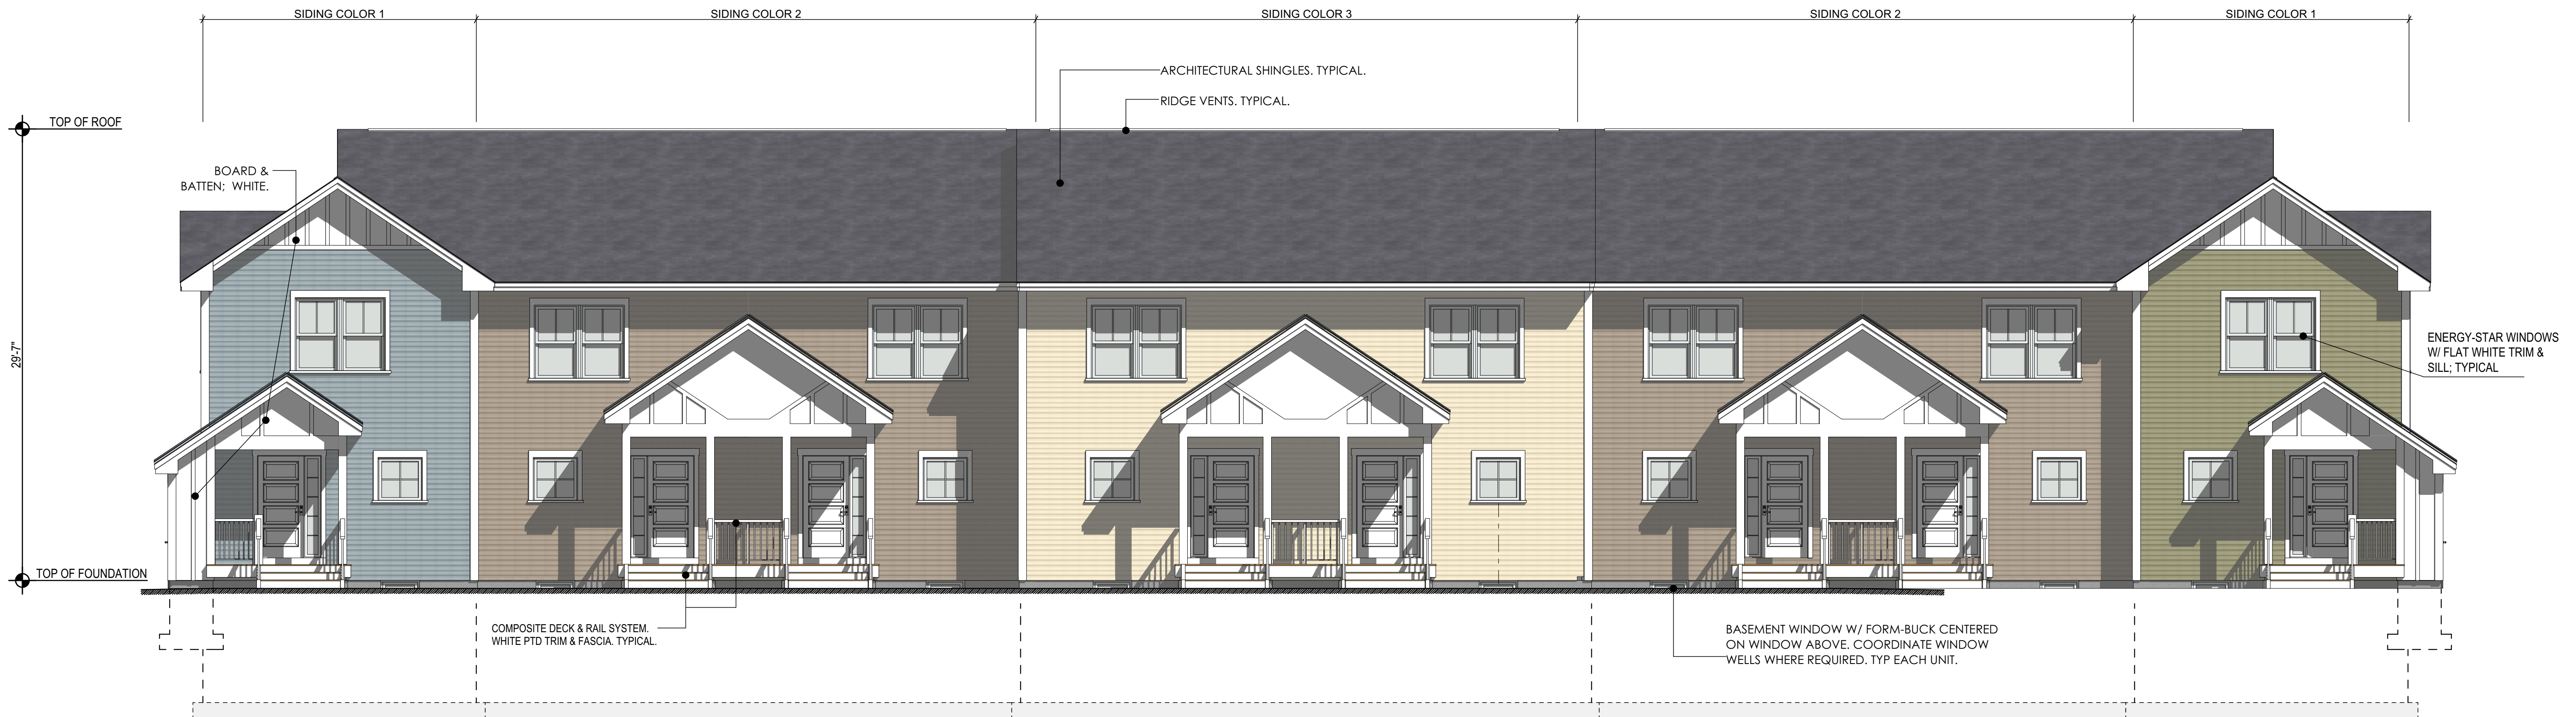 SIDING COLOR 1
SIDING COLOR 2
SIDING COLOR 3
SIDING COLOR 2
SIDING COLOR 1
ARCHITECTURAL SHINGLES. TYPICAL.
RIDGE VENTS. TYPICAL.
TOP OF ROOF
BOARD &
BATTEN; WHITE.
29'-7"
ENERGY-STAR WINDOWS
W/ FLAT WHITE TRIM &
SILL; TYPICAL
TOP OF FOUNDATION
COMPOSITE DECK & RAIL SYSTEM.
WHITE PTD TRIM & FASCIA. TYPICAL.
BASEMENT WINDOW W/ FORM-BUCK CENTERED
ON WINDOW ABOVE. COORDINATE WINDOW
WELLS WHERE REQUIRED. TYP EACH UNIT.